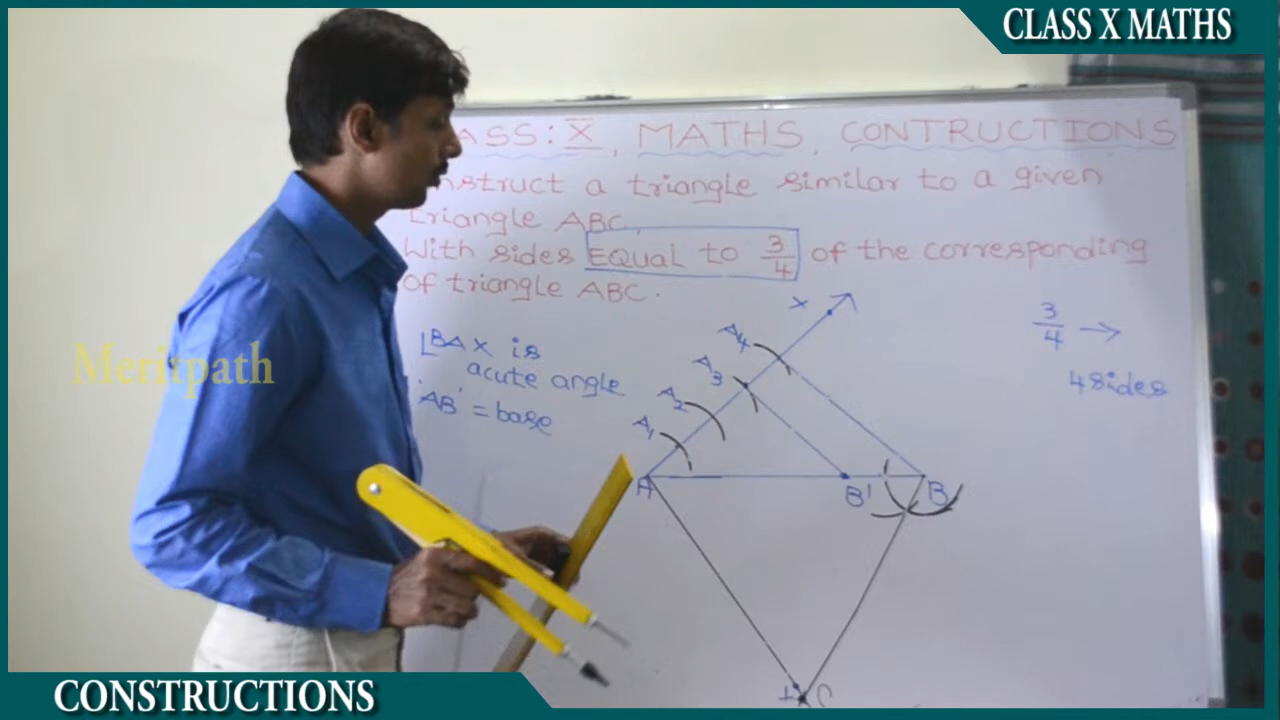 CLASS X MATHS
ASS: X, MATHS, CONTRUCTIONS
nstruct a triangle similar to a given
triangle ABC,
With sides EQUAL to 3/4 of the corresponding
of triangle ABC.
X
3/4 →
4 Sides
A4
A3
A2
A1
∟BAX is
acute angle
'AB' = base
A
B'
B
C
Meritpath
CONSTRUCTIONS